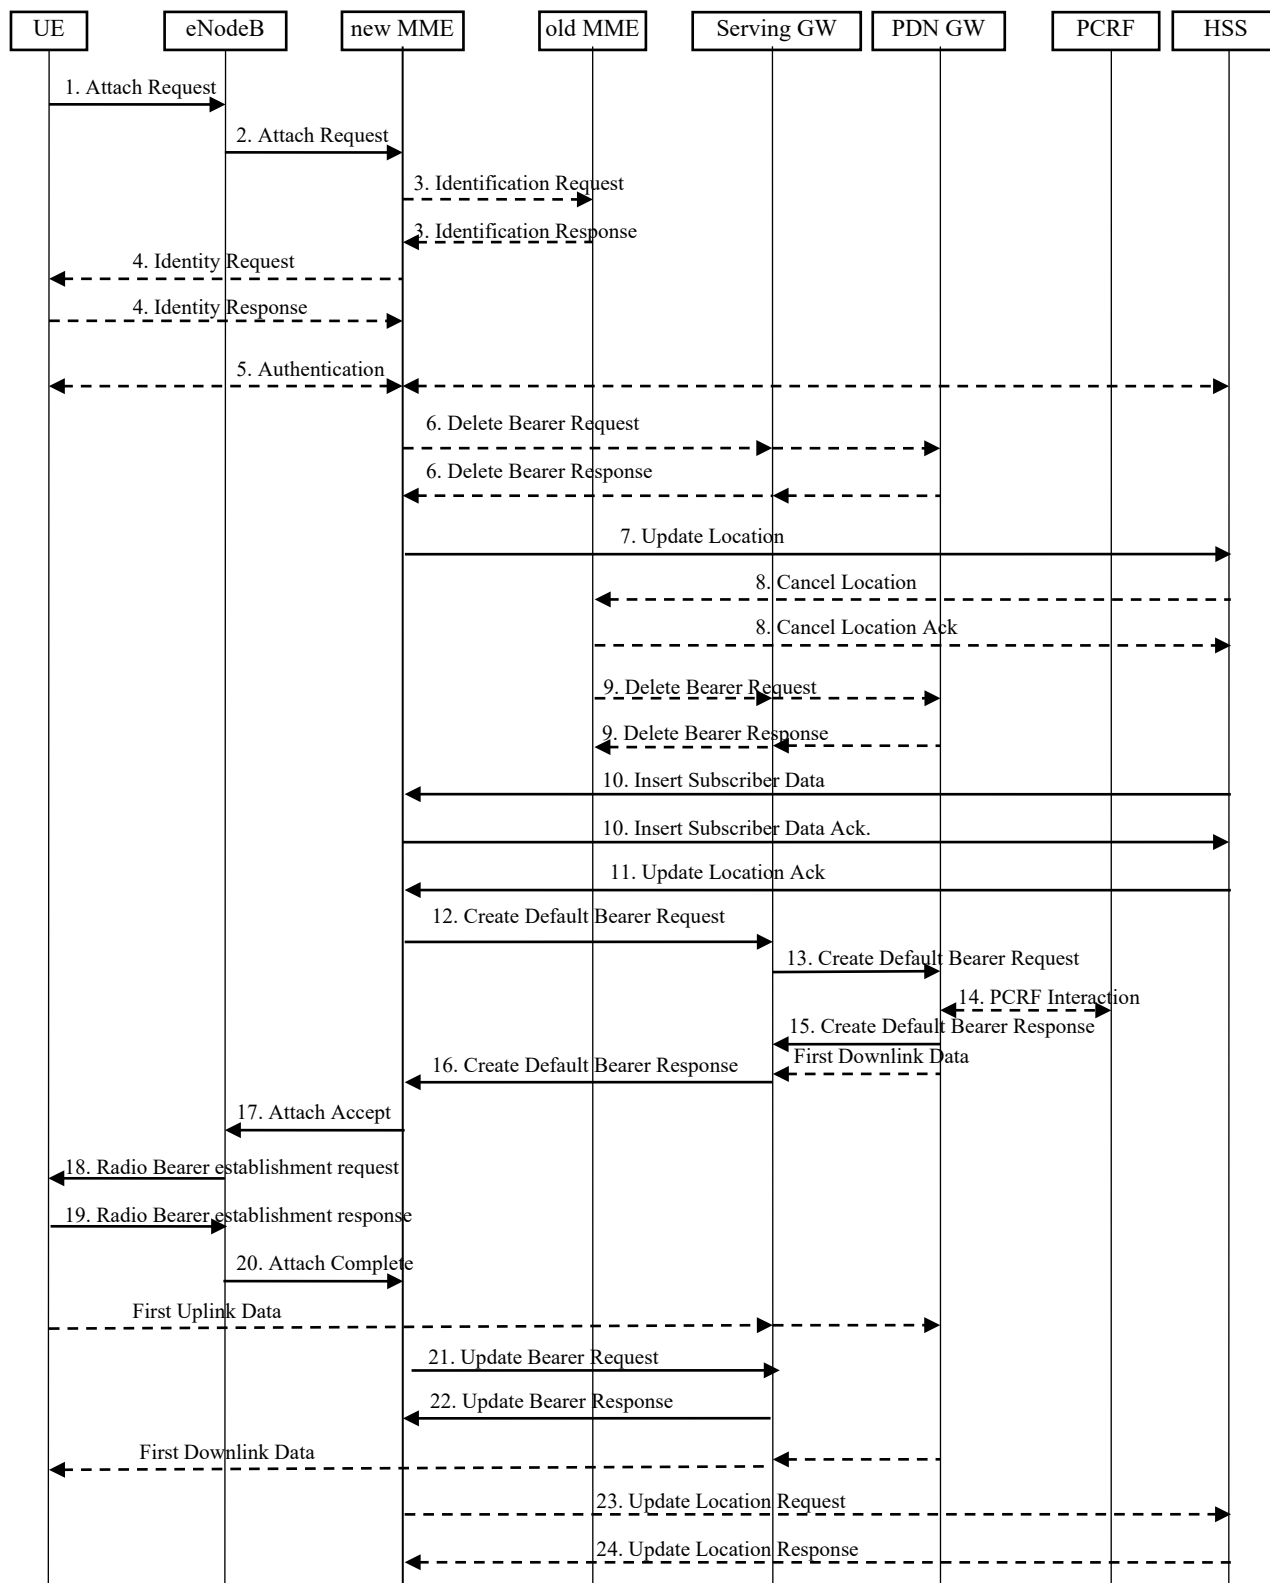 UE
eNodeB
new MME
old MME
Serving GW
PDN GW
PCRF
HSS
1. Attach Request
2. Attach Request
3. Identification Request
3. Identification Response
4. Identity Request
4. Identity Response
5. Authentication
6. Delete Bearer Request
6. Delete Bearer Response
7. Update Location
8. Cancel Location
8. Cancel Location Ack
9. Delete Bearer Request
9. Delete Bearer Response
10. Insert Subscriber Data
10. Insert Subscriber Data Ack.
11. Update Location Ack
12. Create Default Bearer Request
13. Create Default Bearer Request
14. PCRF Interaction
15. Create Default Bearer Response
First Downlink Data
16. Create Default Bearer Response
17. Attach Accept
18. Radio Bearer establishment request
19. Radio Bearer establishment response
20. Attach Complete
First Uplink Data
21. Update Bearer Request
22. Update Bearer Response
First Downlink Data
23. Update Location Request
24. Update Location Response